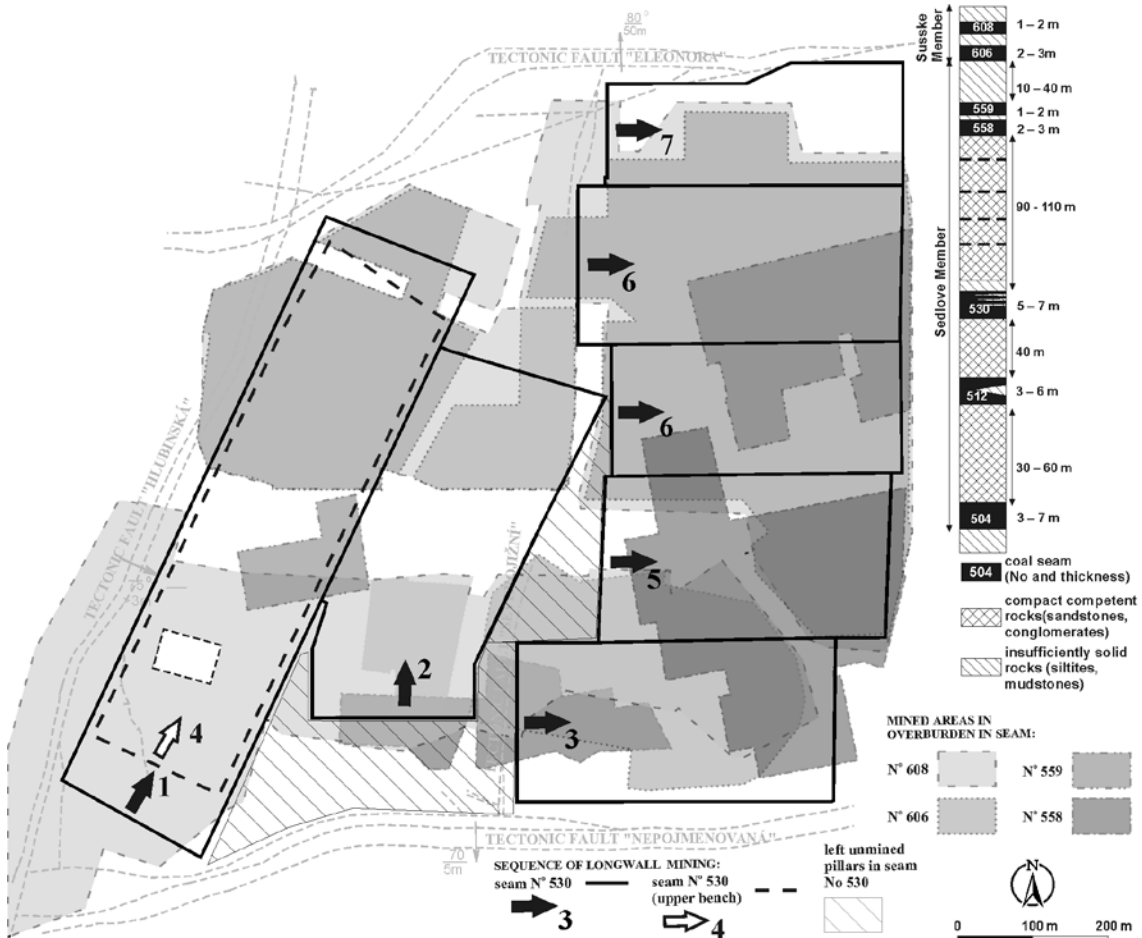 80°
50m
TECTONIC FAULT "ELEONORA"
7
6
6
5
TECTONIC FAULT "HLUBINSKÁ"
2
3
4
1
TECTONIC FAULT "NEPOJMENOVANÁ"
70
5m
Susske
Member
Sedlove Member
608
1 – 2 m
606
2 – 3m
10 – 40 m
559
1 – 2 m
558
2 – 3 m
90 - 110 m
530
5 – 7 m
40 m
512
3 – 6 m
30 – 60 m
504
3 – 7 m
504
coal seam
(No and thickness)
compact competent
rocks(sandstones,
conglomerates)
insufficiently solid
rocks (siltites,
mudstones)
MINED AREAS IN
OVERBURDEN IN SEAM:
N° 608
N° 559
N° 606
N° 558
SEQUENCE OF LONGWALL MINING:
seam N° 530
3
seam N° 530
(upper bench)
4
left unmined
pillars in seam
No 530
N
0 100 m 200 m